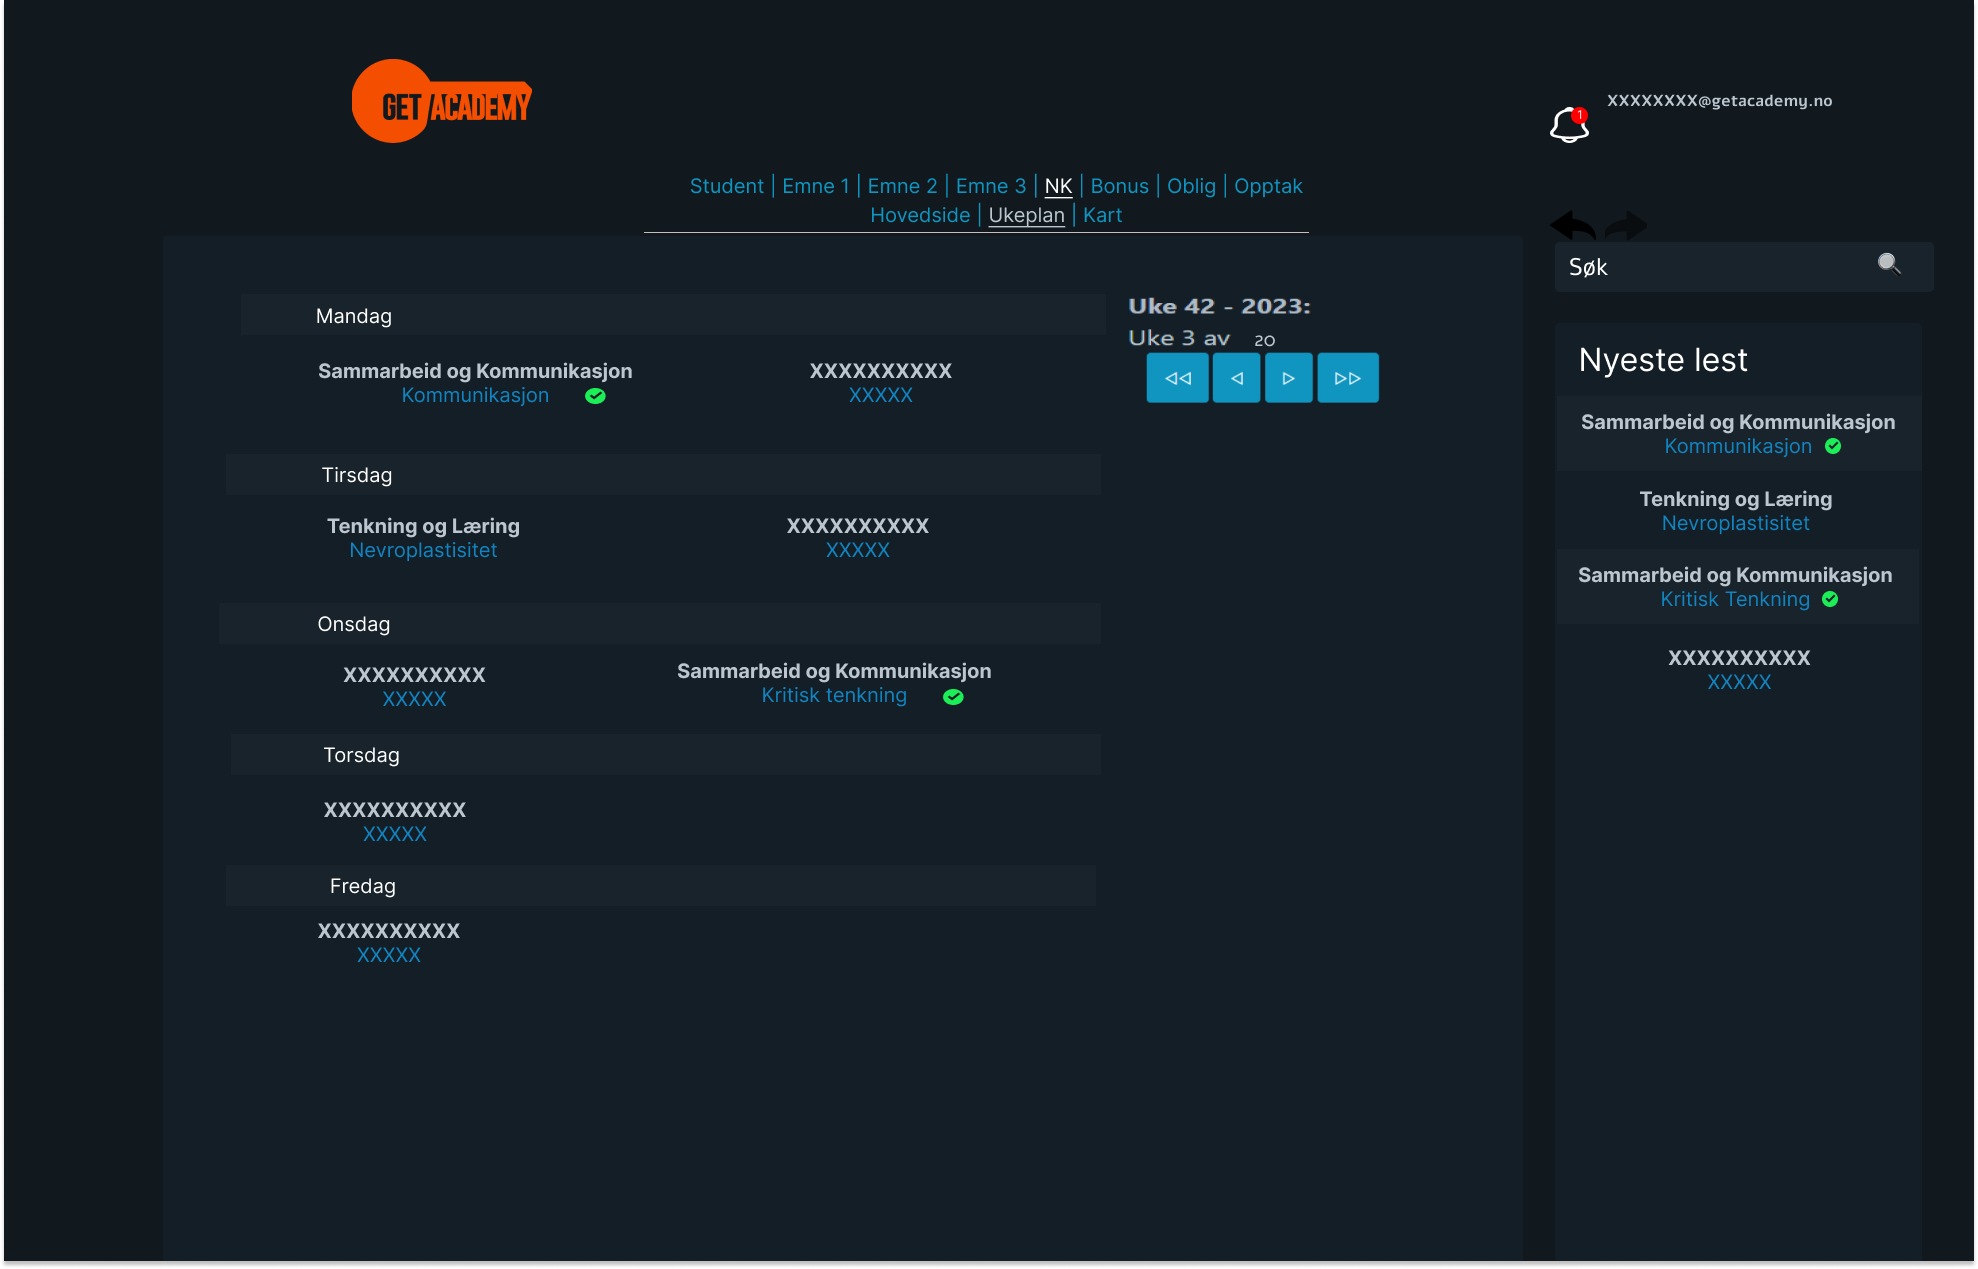 GET ACADEMY
XXXXXXXX@getacademy.no
1
Student | Emne 1 | Emne 2 | Emne 3 | NK | Bonus | Oblig | Opptak
Hovedside | Ukeplan | Kart
Søk
Mandag
Sammarbeid og Kommunikasjon
Kommunikasjon
XXXXXXXXXX
XXXXX
Tirsdag
Tenkning og Læring
Nevroplastisitet
XXXXXXXXXX
XXXXX
Onsdag
XXXXXXXXXX
XXXXX
Sammarbeid og Kommunikasjon
Kritisk tenkning
Torsdag
XXXXXXXXXX
XXXXX
Fredag
XXXXXXXXXX
XXXXX
Uke 42 - 2023:
Uke 3 av 20
Nyeste lest
Sammarbeid og Kommunikasjon
Kommunikasjon
Tenkning og Læring
Nevroplastisitet
Sammarbeid og Kommunikasjon
Kritisk Tenkning
XXXXXXXXXX
XXXXX